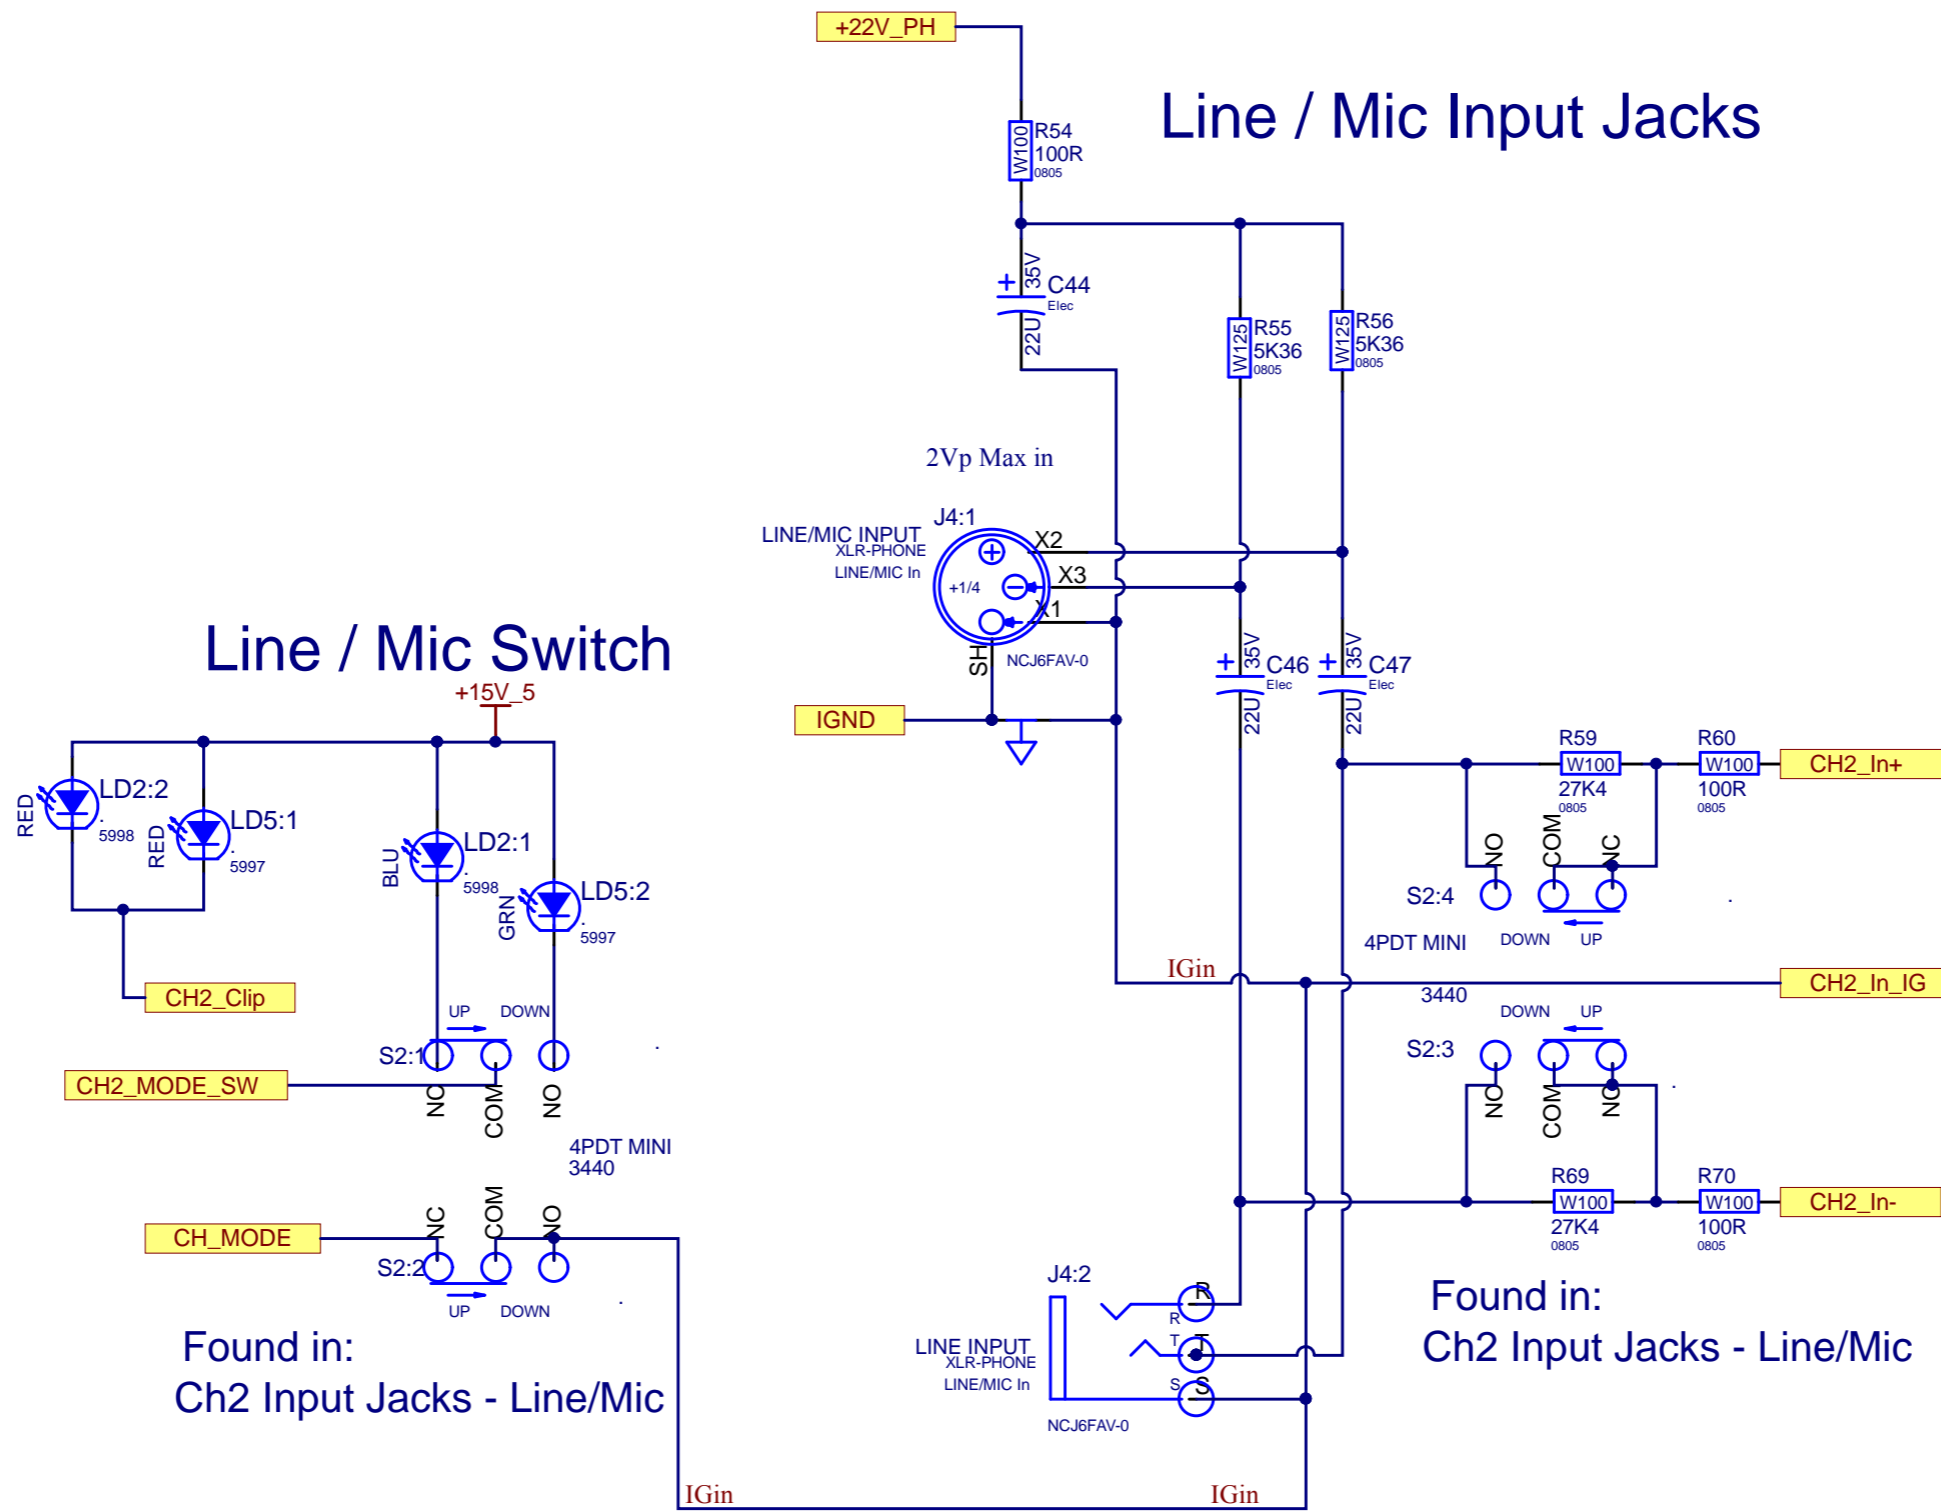 +22V_PH
Line / Mic Input Jacks
R54
W100
100R
0805
35V
+
C44
Elec
22U
R55
W125
5K36
0805
R56
W125
5K36
0805
2Vp Max in
J4:1
LINE/MIC INPUT
XLR-PHONE
LINE/MIC In
X2
X3
X1
+1/4
SH
NCJ6FAV-0
IGND
35V
+
C46
Elec
22U
35V
+
C47
Elec
22U
Line / Mic Switch
+15V_5
RED
LD2:2
.
5998
RED
LD5:1
.
5997
BLU
LD2:1
.
5998
GRN
LD5:2
.
5997
CH2_Clip
UP
DOWN
S2:1
CH2_MODE_SW
NC
COM
NO
4PDT MINI
3440
CH_MODE
NC
COM
NO
S2:2
UP
DOWN
Found in:
Ch2 Input Jacks - Line/Mic
R59
W100
27K4
0805
R60
W100
100R
0805
CH2_In+
NO
COM
NC
S2:4
4PDT MINI
DOWN
UP
IGin
CH2_In_IG
3440
DOWN
UP
S2:3
NO
COM
NC
R69
W100
27K4
0805
R70
W100
100R
0805
CH2_In-
J4:2
LINE INPUT
XLR-PHONE
LINE/MIC In
R
R
T
T
S
S
NCJ6FAV-0
Found in:
Ch2 Input Jacks - Line/Mic
IGin
IGin